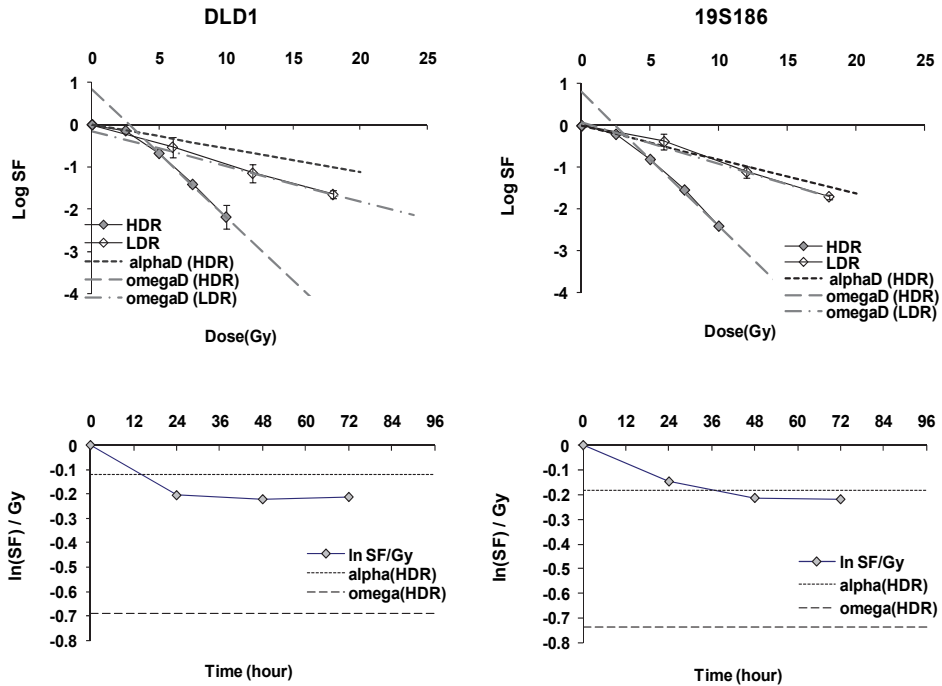 DLD1
0 5 10 15 20 25
1
0
-1
-2
-3
-4
Log SF
HDR
LDR
alphaD (HDR)
omegaD (HDR)
omegaD (LDR)
Dose(Gy)
19S186
0 5 10 15 20 25
1
0
-1
-2
-3
-4
Log SF
HDR
LDR
alphaD (HDR)
omegaD (HDR)
omegaD (LDR)
Dose(Gy)
0 12 24 36 48 60 72 84 96
0
-0.1
-0.2
-0.3
-0.4
-0.5
-0.6
-0.7
-0.8
ln(SF) / Gy
ln SF/Gy
alpha(HDR)
omega(HDR)
Time (hour)
0 12 24 36 48 60 72 84 96
0
-0.1
-0.2
-0.3
-0.4
-0.5
-0.6
-0.7
-0.8
ln(SF) / Gy
ln SF/Gy
alpha(HDR)
omega(HDR)
Time (hour)